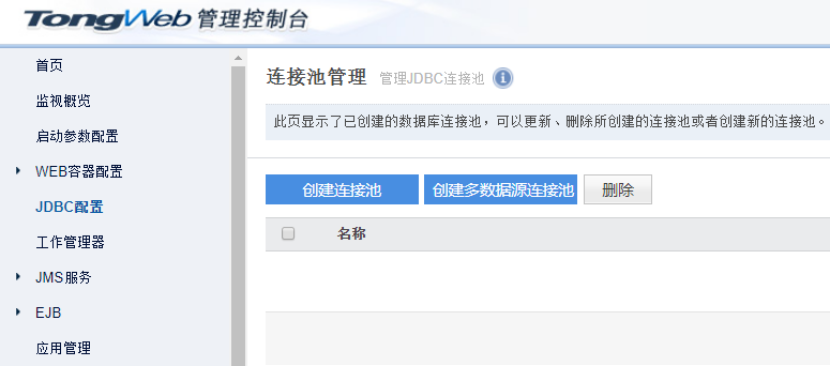 TongWeb 管理控制台
首页
监视概览
启动参数配置
WEB容器配置
JDBC配置
工作管理器
JMS服务
EJB
应用管理
连接池管理 管理JDBC连接池
此页显示了已创建的数据库连接池，可以更新、删除所创建的连接池或者创建新的连接池。
创建连接池 创建多数据源连接池 删除
名称